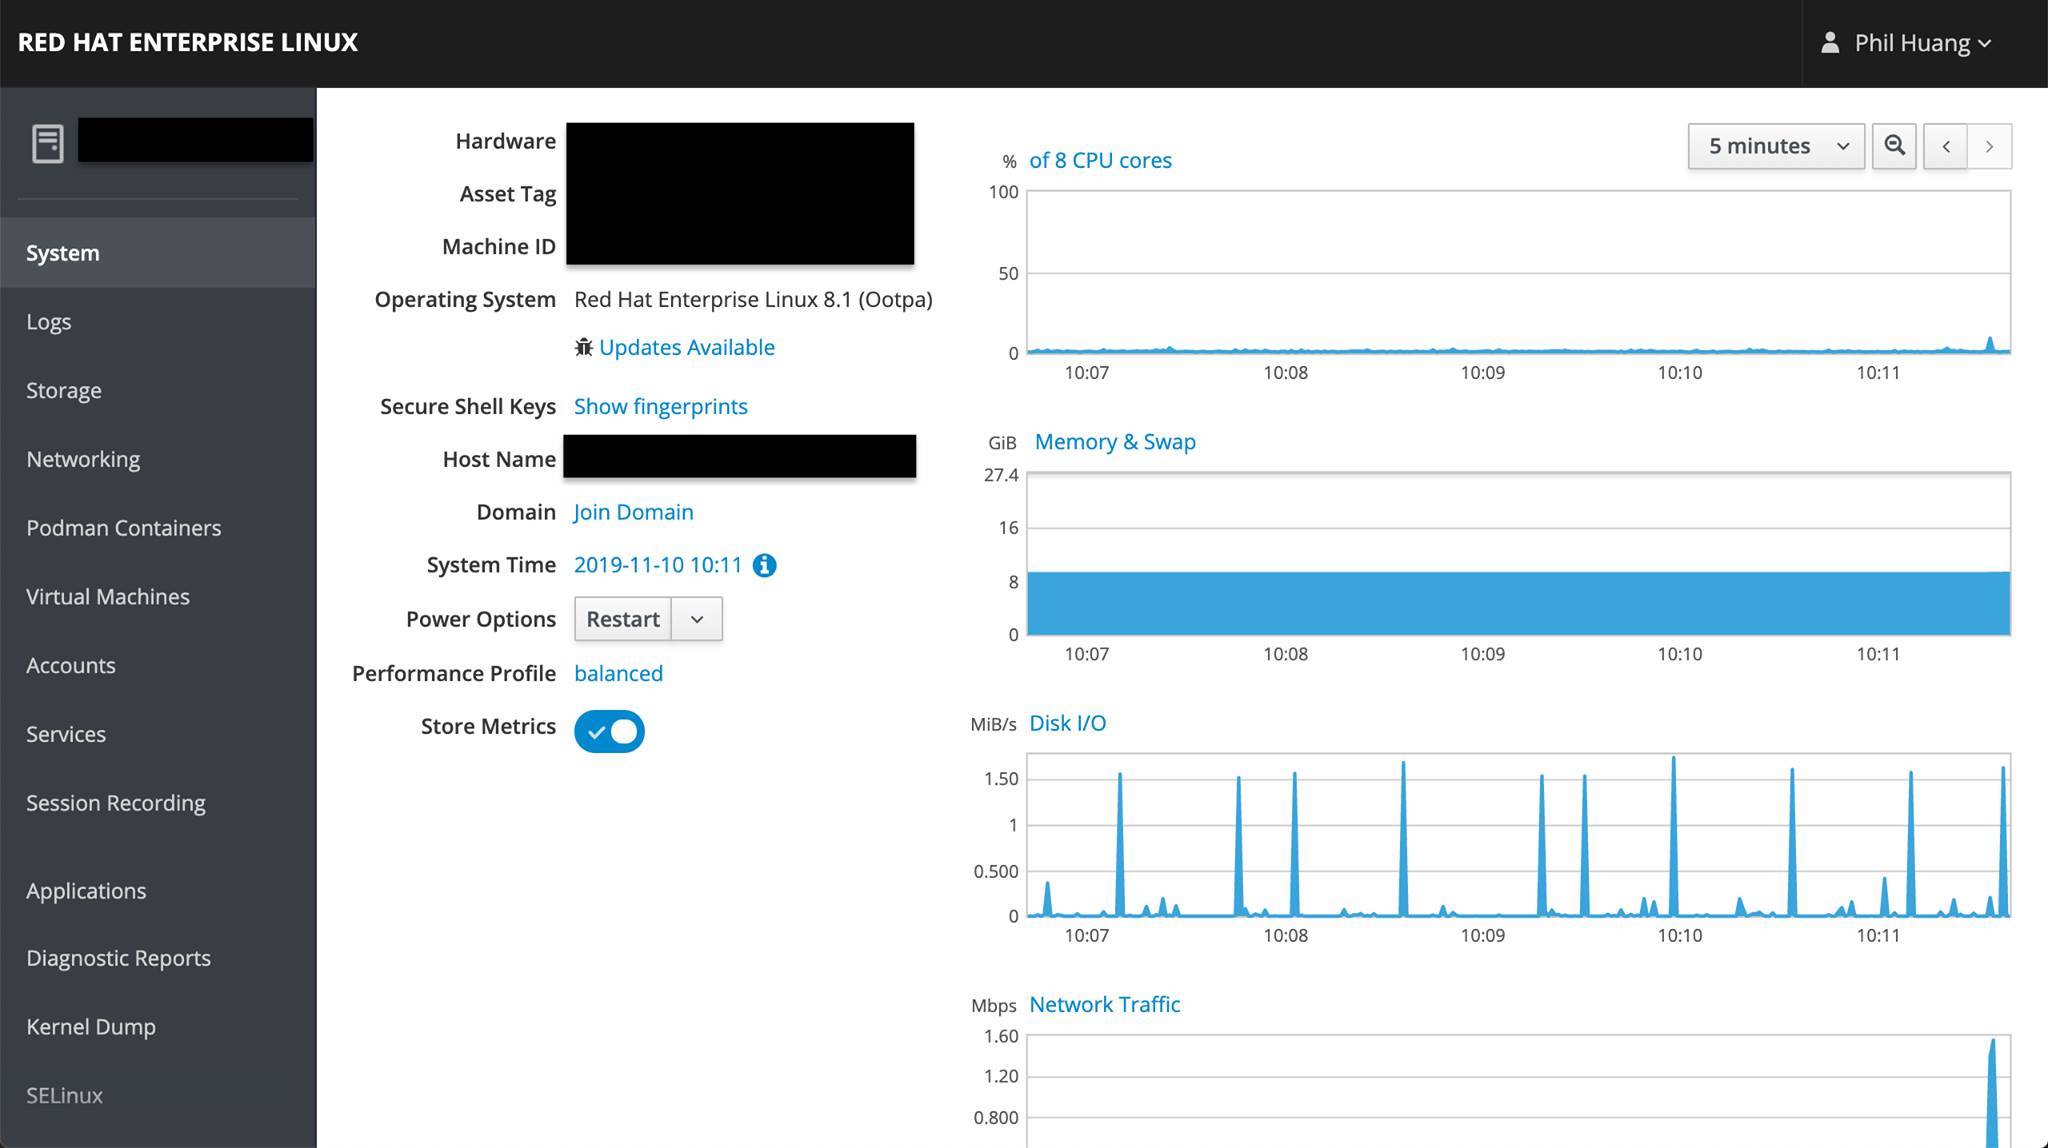 RED HAT ENTERPRISE LINUX
Phil Huang
System
Logs
Storage
Networking
Podman Containers
Virtual Machines
Accounts
Services
Session Recording
Applications
Diagnostic Reports
Kernel Dump
SELinux
Hardware
Asset Tag
Machine ID
Operating System Red Hat Enterprise Linux 8.1 (Ootpa)
Updates Available
Secure Shell Keys Show fingerprints
Host Name
Domain Join Domain
System Time 2019-11-10 10:11
Power Options Restart
Performance Profile balanced
Store Metrics
5 minutes
% of 8 CPU cores
100
50
0
10:07 10:08 10:09 10:10 10:11
GiB Memory & Swap
27.4
16
8
0
10:07 10:08 10:09 10:10 10:11
MiB/s Disk I/O
1.50
1
0.500
0
10:07 10:08 10:09 10:10 10:11
Mbps Network Traffic
1.60
1.20
0.800